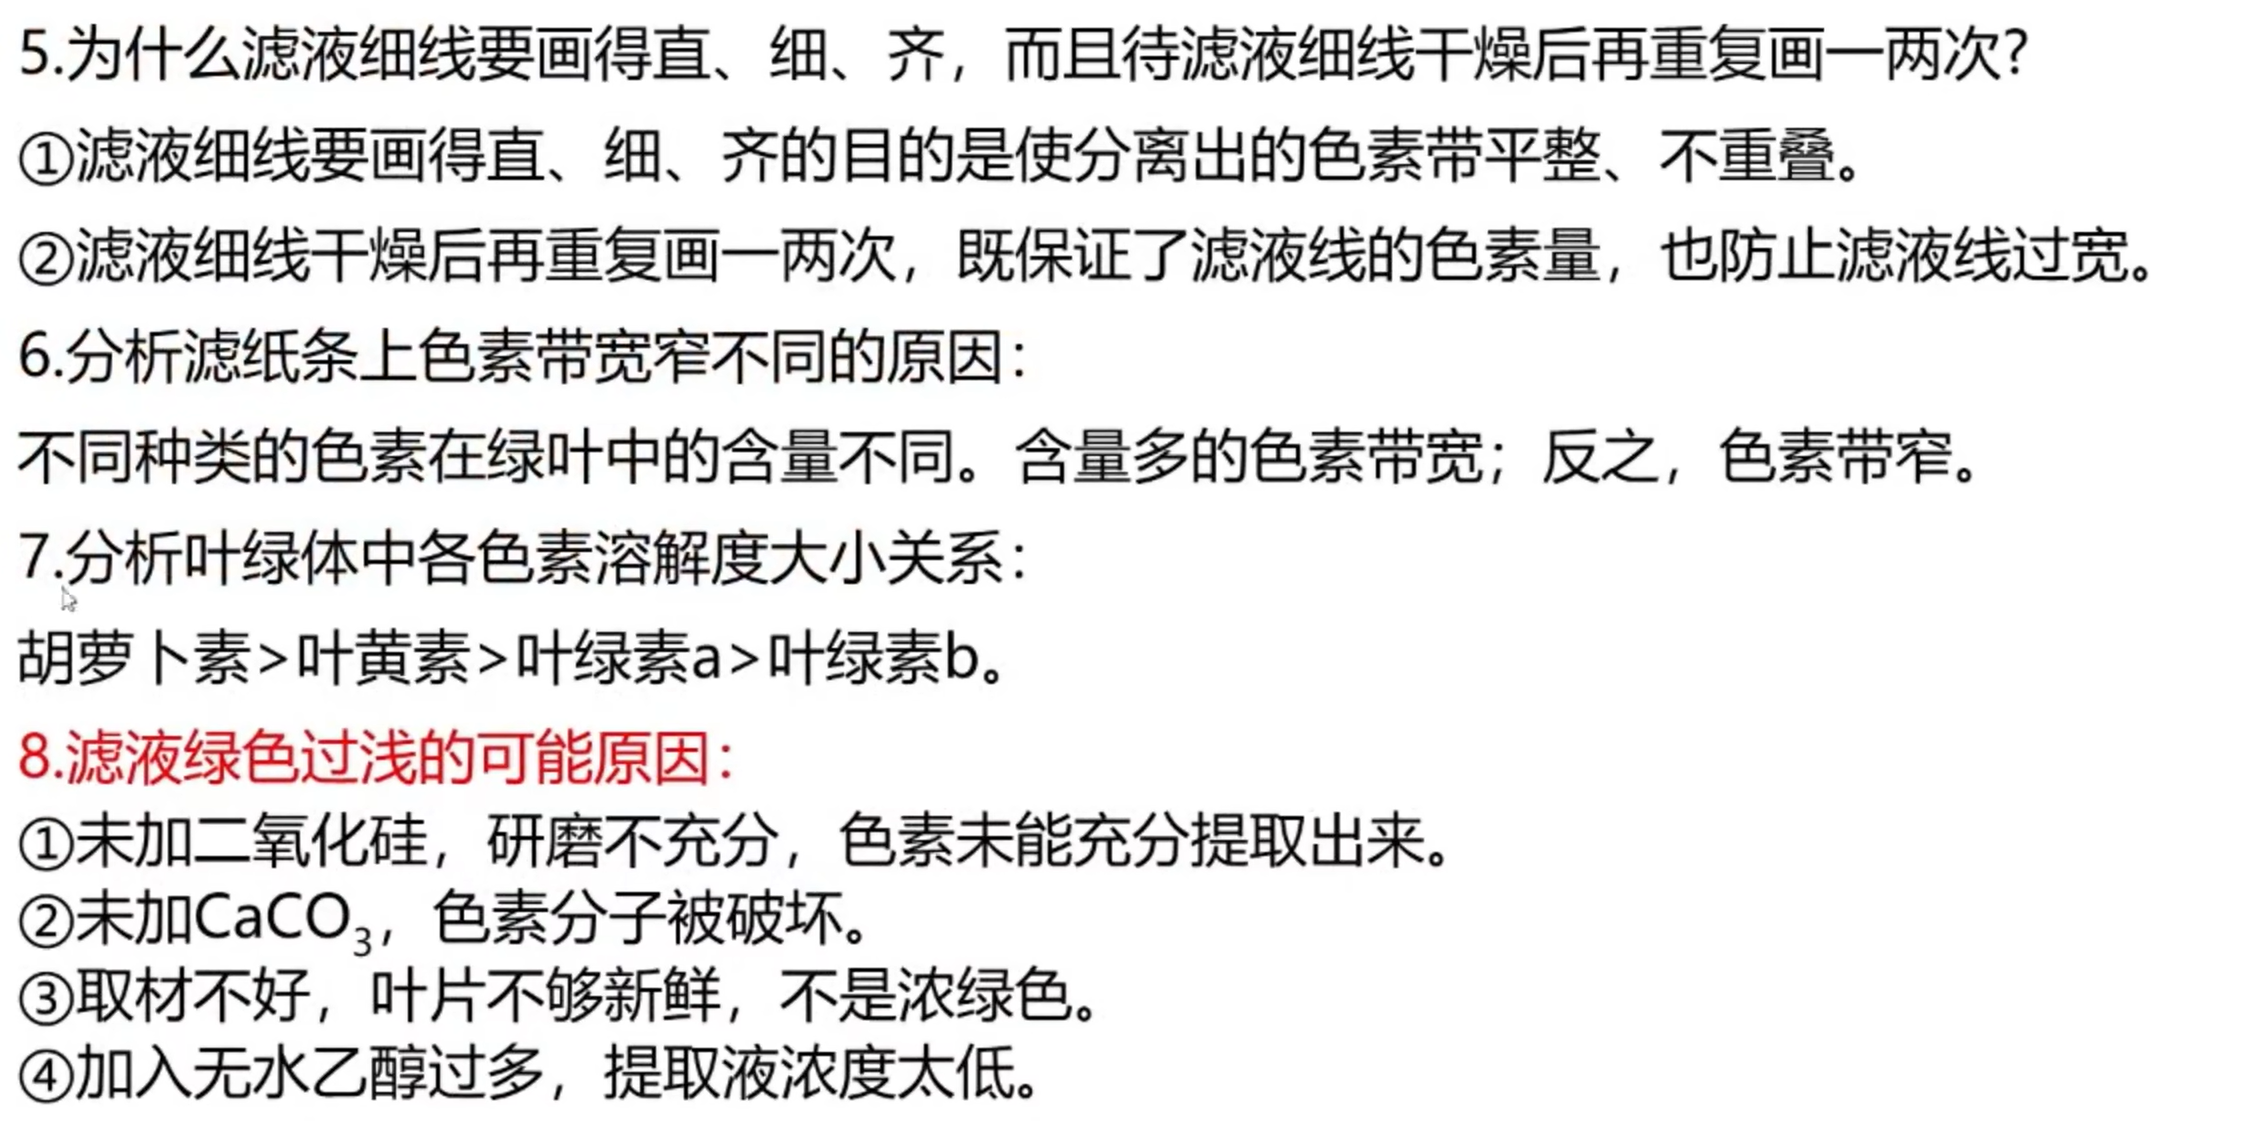 5.为什么滤液细线要画得直、细、齐，而且待滤液细线干燥后再重复画一两次?
①滤液细线要画得直、细、齐的目的是使分离出的色素带平整、不重叠。
②滤液细线干燥后再重复画一两次，既保证了滤液线的色素量，也防止滤液线过宽。
6.分析滤纸条上色素带宽窄不同的原因：
不同种类的色素在绿叶中的含量不同。含量多的色素带宽；反之，色素带窄。
7.分析叶绿体中各色素溶解度大小关系：
胡萝卜素>叶黄素>叶绿素a>叶绿素b。
8.滤液绿色过浅的可能原因：
①未加二氧化硅，研磨不充分，色素未能充分提取出来。
②未加CaCO₃，色素分子被破坏。
③取材不好，叶片不够新鲜，不是浓绿色。
④加入无水乙醇过多，提取液浓度太低。